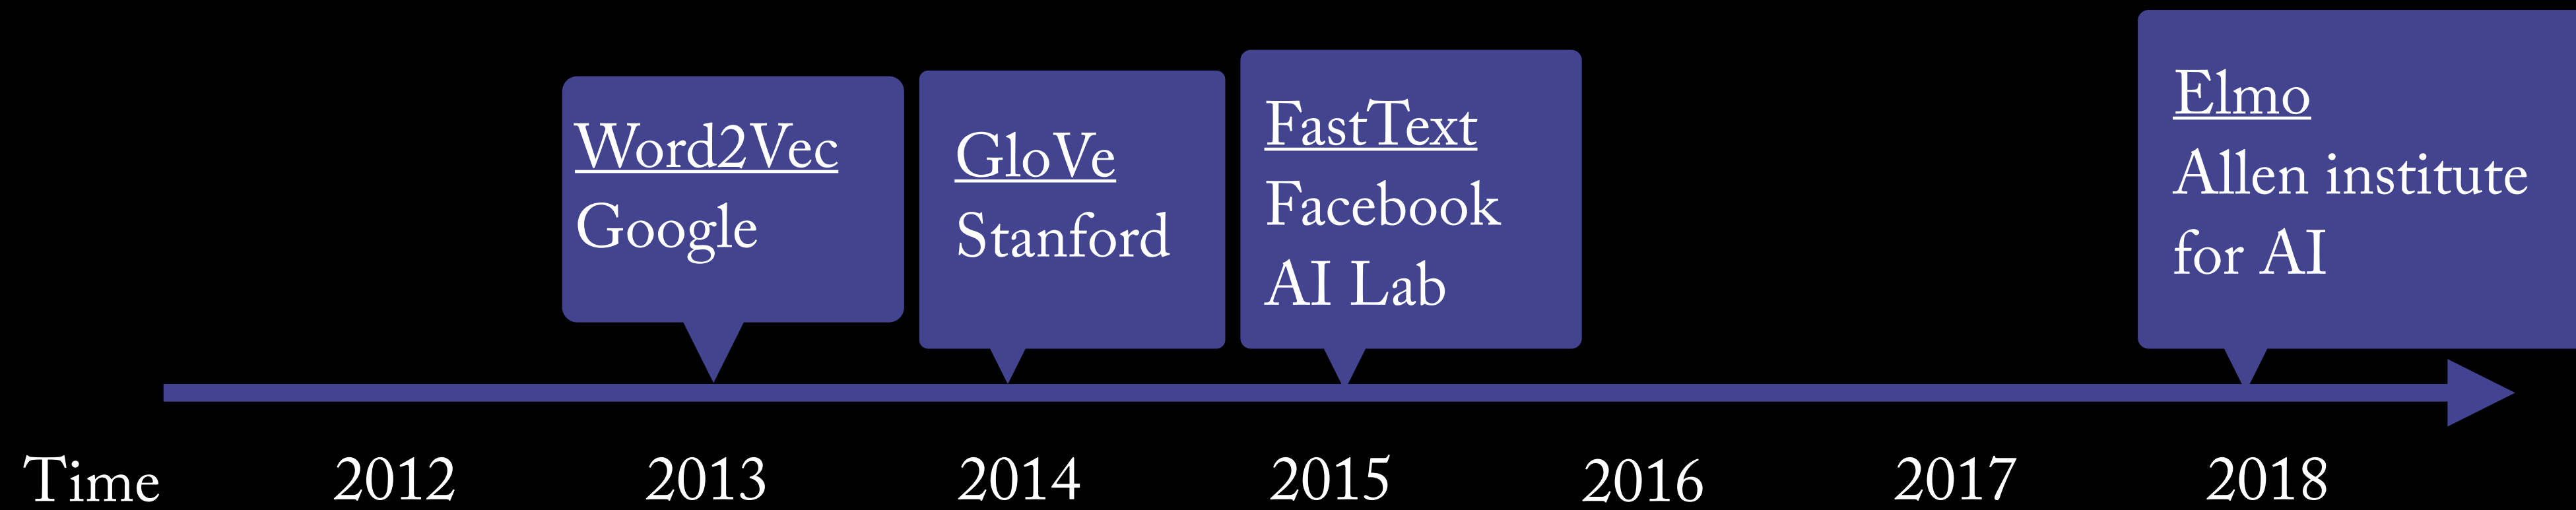 Word2Vec
Google
GloVe
Stanford
FastText
Facebook
AI Lab
Elmo
Allen institute
for AI
Time 2012 2013 2014 2015 2016 2017 2018